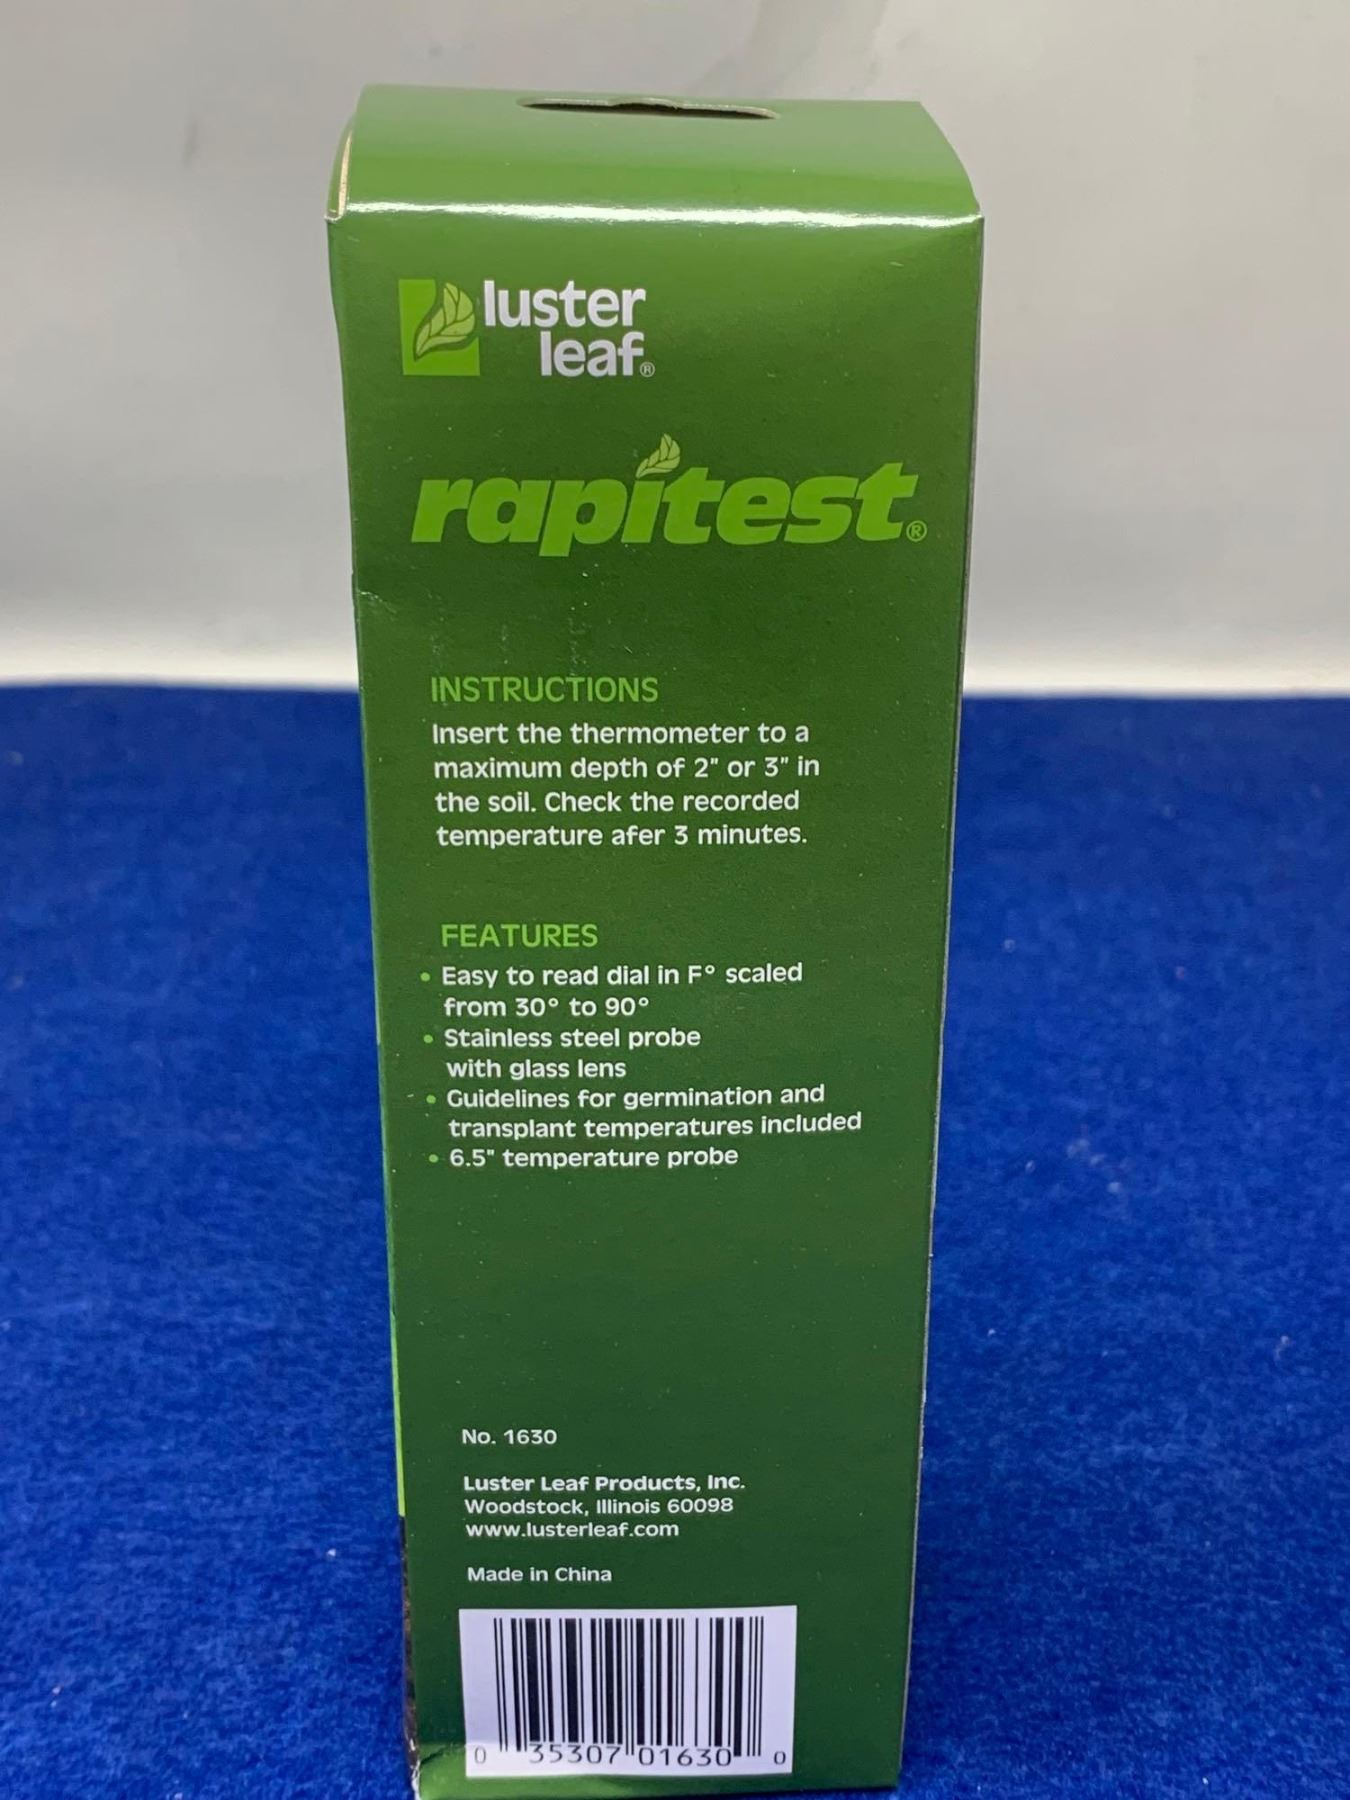 luster
leaf®
rapitest®
INSTRUCTIONS
Insert the thermometer to a
maximum depth of 2" or 3" in
the soil. Check the recorded
temperature afer 3 minutes.
FEATURES
• Easy to read dial in F° scaled
from 30° to 90°
• Stainless steel probe
with glass lens
• Guidelines for germination and
transplant temperatures included
• 6.5" temperature probe
No. 1630
Luster Leaf Products, Inc.
Woodstock, Illinois 60098
www.lusterleaf.com
Made in China
0 35307 01630 0